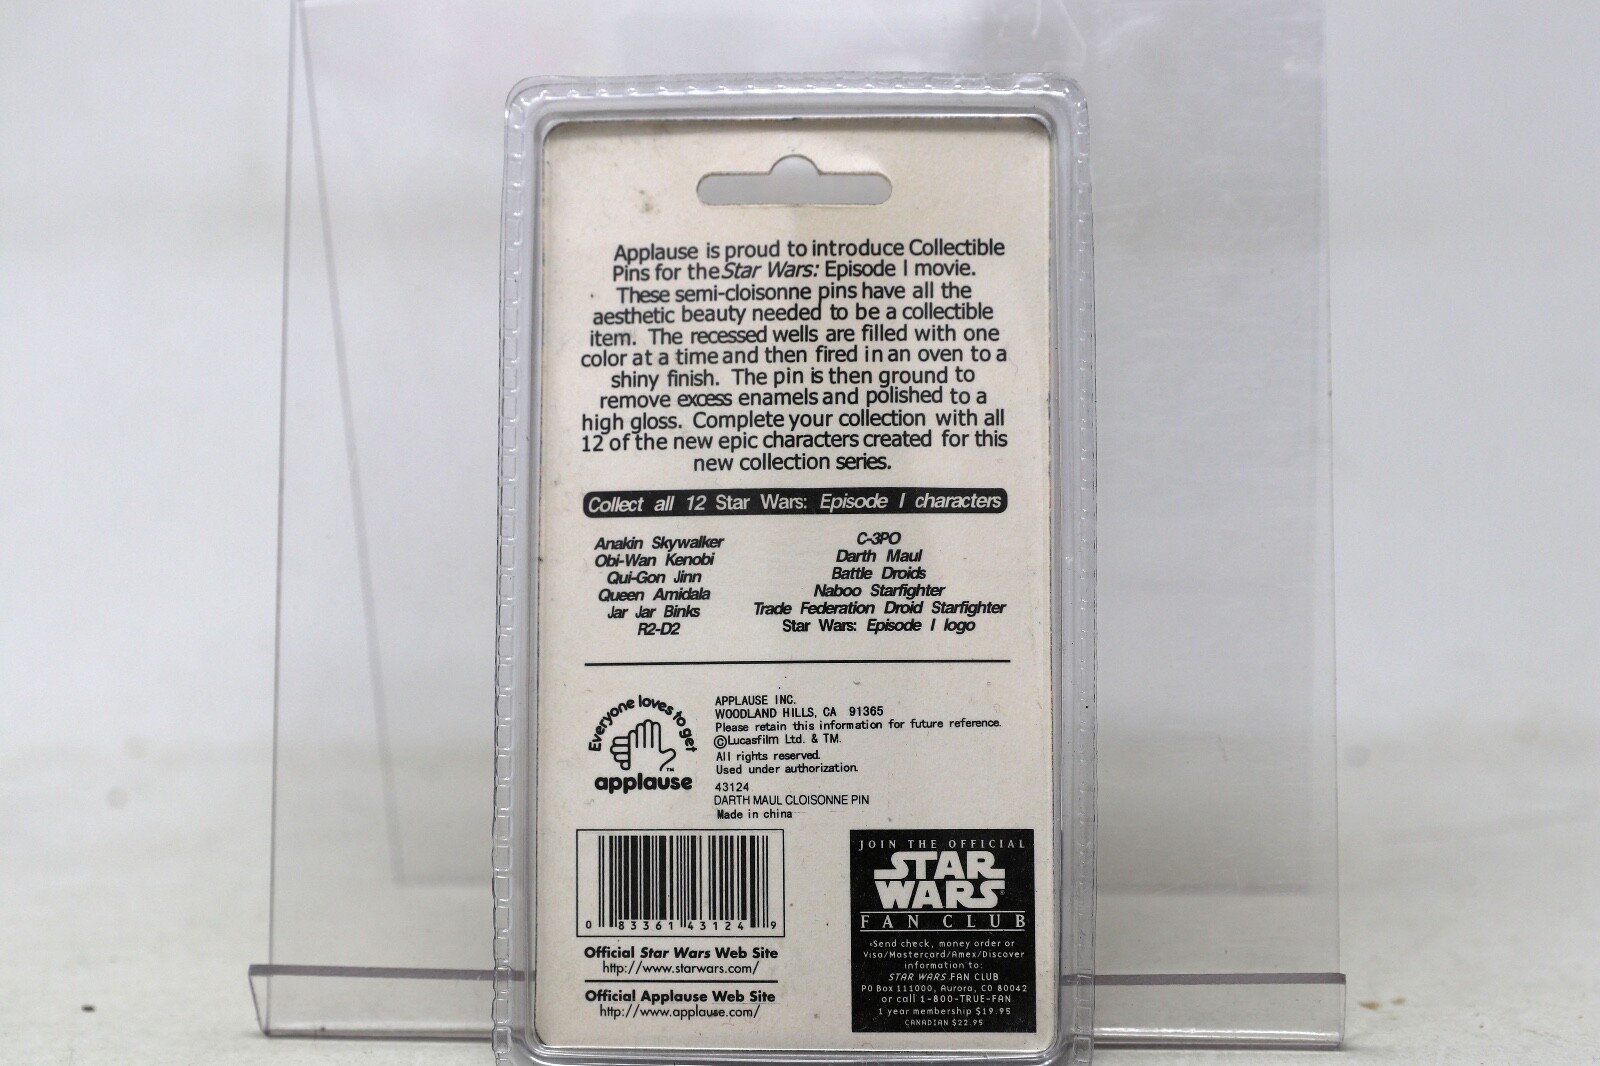 Applause is proud to introduce Collectible
Pins for the Star Wars: Episode I movie.
These semi-cloisonne pins have all the
aesthetic beauty needed to be a collectible
item. The recessed wells are filled with one
color at a time and then fired in an oven to a
shiny finish. The pin is then ground to
remove excess enamels and polished to a
high gloss. Complete your collection with all
12 of the new epic characters created for this
new collection series.
Collect all 12 Star Wars: Episode I characters
Anakin Skywalker
Obi-Wan Kenobi
Qui-Gon Jinn
Queen Amidala
Jar Jar Binks
R2-D2
C-3PO
Darth Maul
Battle Droids
Naboo Starfighter
Trade Federation Droid Starfighter
Star Wars: Episode I logo
Everyone loves to get
applause
™
APPLAUSE INC.
WOODLAND HILLS, CA 91365
Please retain this information for future reference.
©Lucasfilm Ltd. & TM.
All rights reserved.
Used under authorization.
43124
DARTH MAUL CLOISONNE PIN
Made in china
0 83361 43124 9
Official Star Wars Web Site
http://www.starwars.com/
Official Applause Web Site
http://www.applause.com/
JOIN THE OFFICIAL
STAR
WARS®
FAN CLUB
Send check, money order or
Visa/Mastercard/Amex/Discover
information to:
STAR WARS FAN CLUB
PO Box 111000, Aurora, CO 80042
or call 1-800-TRUE-FAN
1 year membership $19.95
CANADIAN $22.95